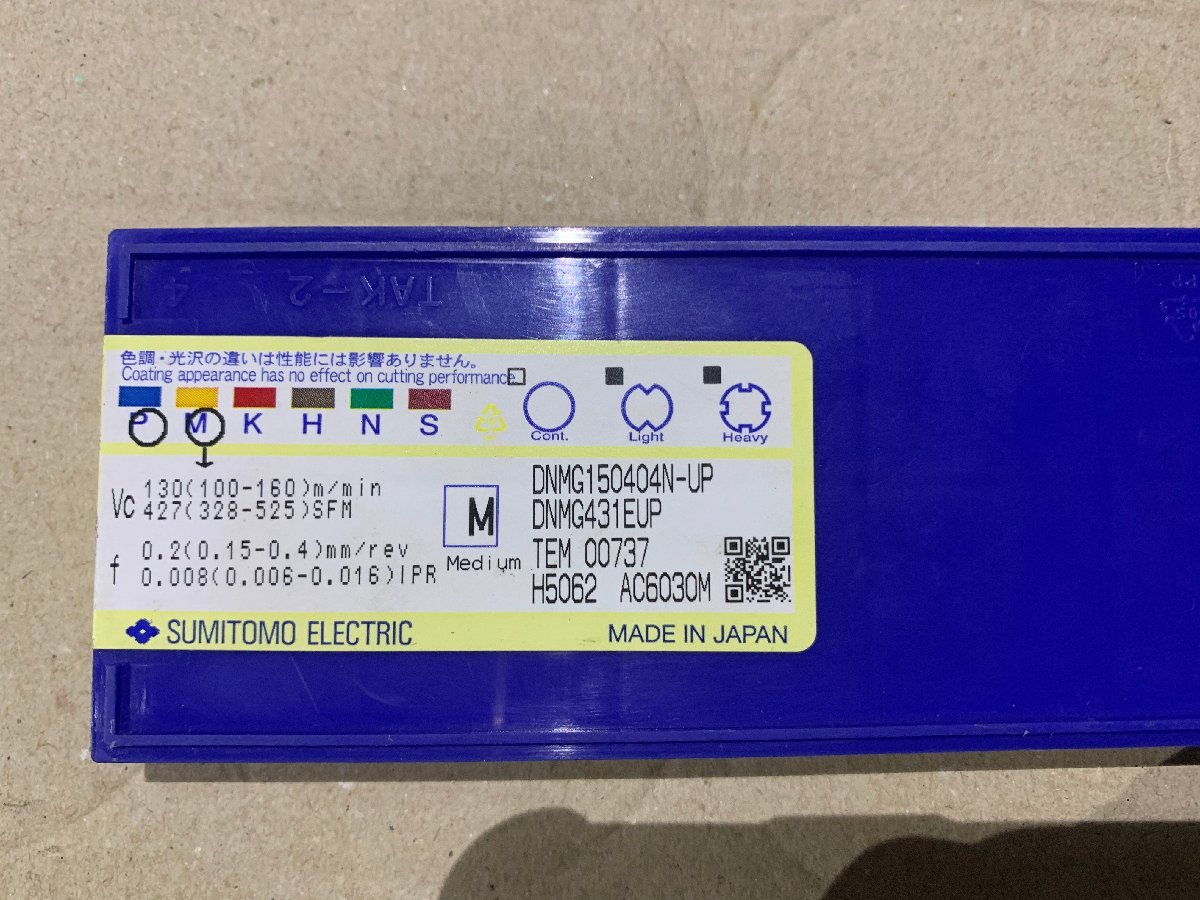 4 TAK-2
色調・光沢の違いは性能には影響ありません。
Coating appearance has no effect on cutting performance.
P M K H N S
Cont. Light Heavy
Vc 130(100-160)m/min
427(328-525)SFM
f 0.2(0.15-0.4)mm/rev
0.008(0.006-0.016)IPR
M
Medium
DNMG150404N-UP
DNMG431EUP
TEM 00737
H5062 AC6030M
SUMITOMO ELECTRIC
MADE IN JAPAN